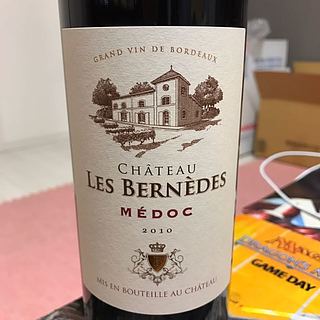 GRAND VIN DE BORDEAUX
CHÂTEAU
LES BERNÈDES
MÉDOC
2010
MIS EN BOUTEILLE AU CHÂTEAU
GAME DAY